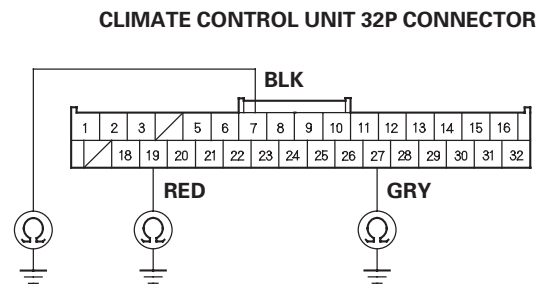 CLIMATE CONTROL UNIT 32P CONNECTOR
BLK
1 2 3 5 6 7 8 9 10 11 12 13 14 15 16
18 19 20 21 22 23 24 25 26 27 28 29 30 31 32
RED GRY
Ω Ω Ω